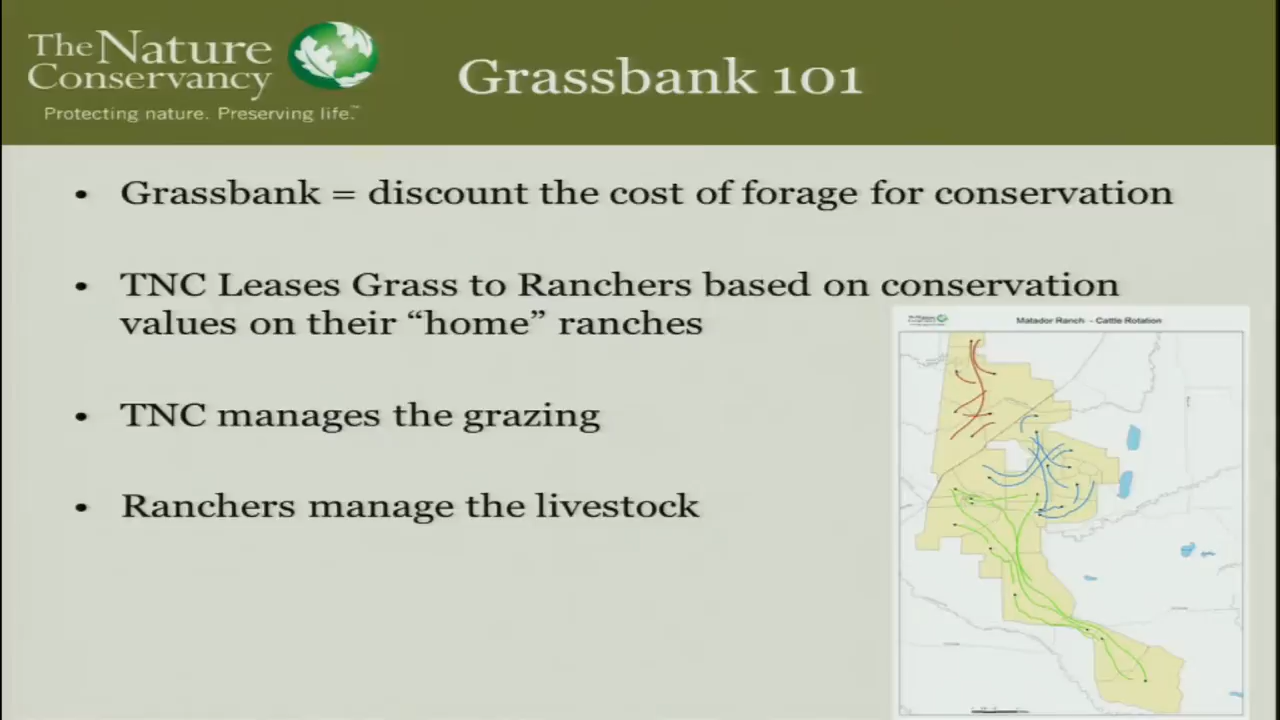 The Nature
Conservancy
Protecting nature. Preserving life.™
Grassbank 101
• Grassbank = discount the cost of forage for conservation
• TNC Leases Grass to Ranchers based on conservation
values on their “home” ranches
• TNC manages the grazing
• Ranchers manage the livestock
Matador Ranch - Cattle Rotation